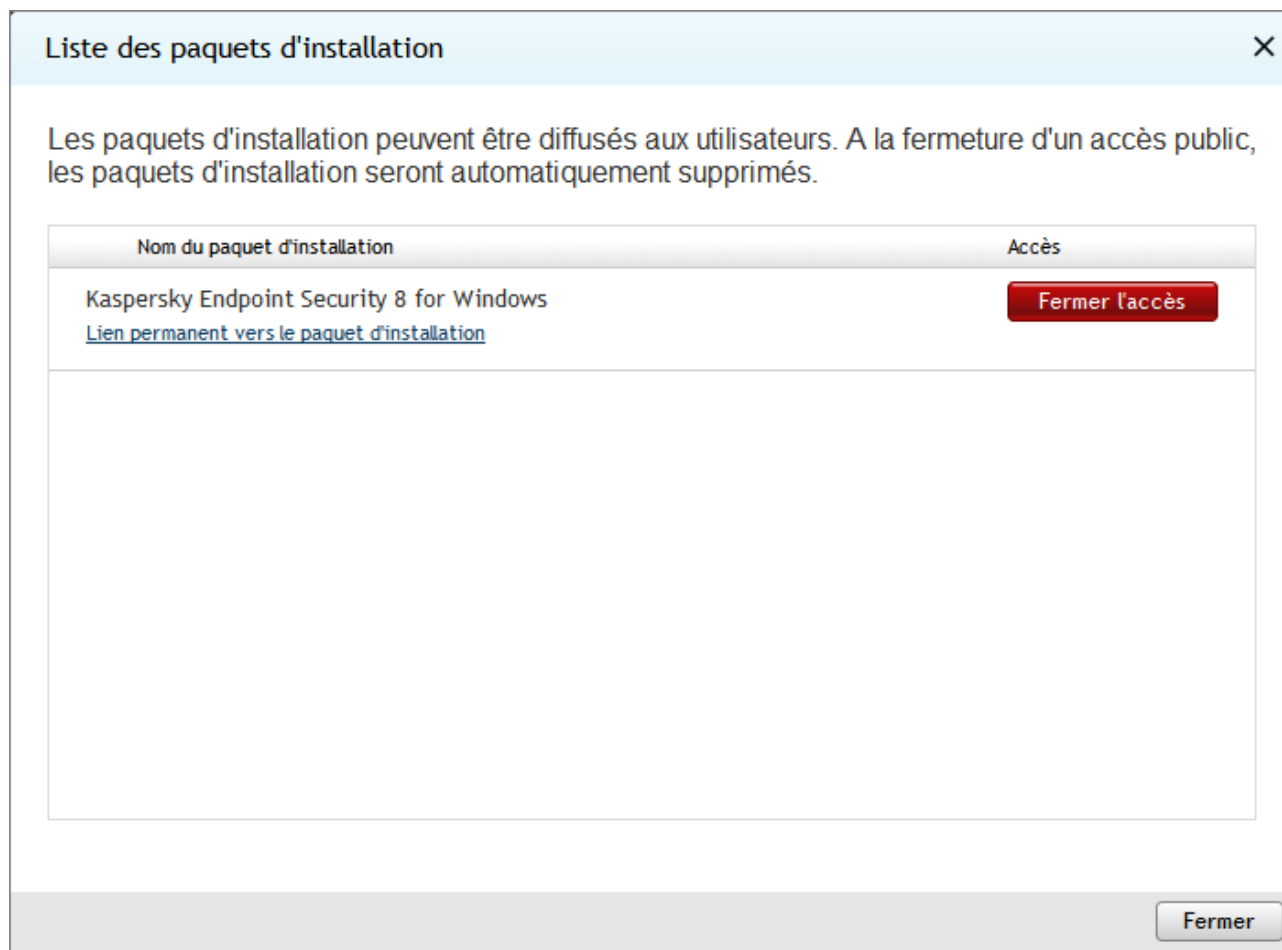 Liste des paquets d'installation
Les paquets d'installation peuvent être diffusés aux utilisateurs. A la fermeture d'un accès public,
les paquets d'installation seront automatiquement supprimés.
Nom du paquet d'installation Accès
Kaspersky Endpoint Security 8 for Windows Fermer l'accès
Lien permanent vers le paquet d'installation
Fermer